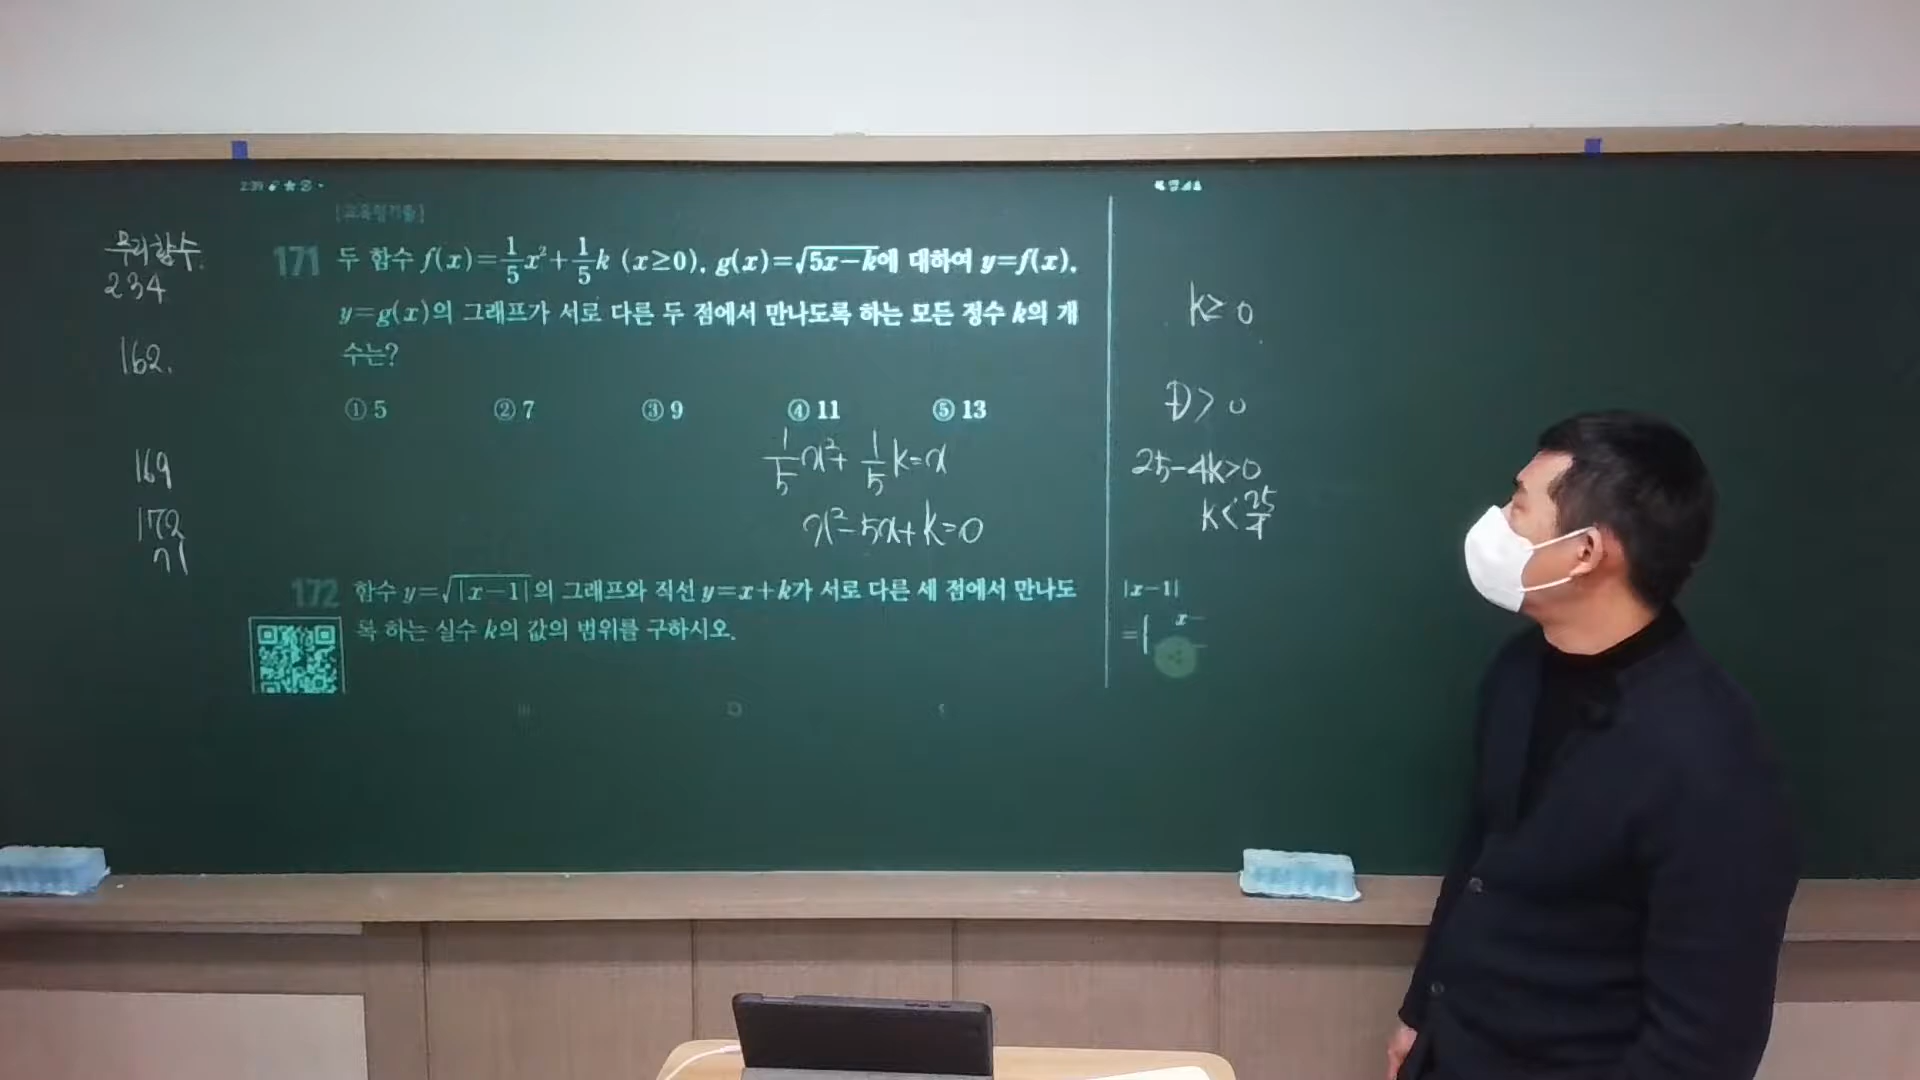 무리함수.
234
162.
169
172
71
2:39
[교육청기출]
171 두 함수 f(x)=1/5x²+1/5k (x≥0), g(x)=√(5x-k)에 대하여 y=f(x),
y=g(x)의 그래프가 서로 다른 두 점에서 만나도록 하는 모든 정수 k의 개
수는?
① 5 ② 7 ③ 9 ④ 11 ⑤ 13
1/5x²+1/5k=x
x²-5x+k=0
172 함수 y=√|x-1|의 그래프와 직선 y=x+k가 서로 다른 세 점에서 만나도
록 하는 실수 k의 값의 범위를 구하시오.
k≥0
D>0
25-4k>0
k<25/4
|x-1|
={ x-